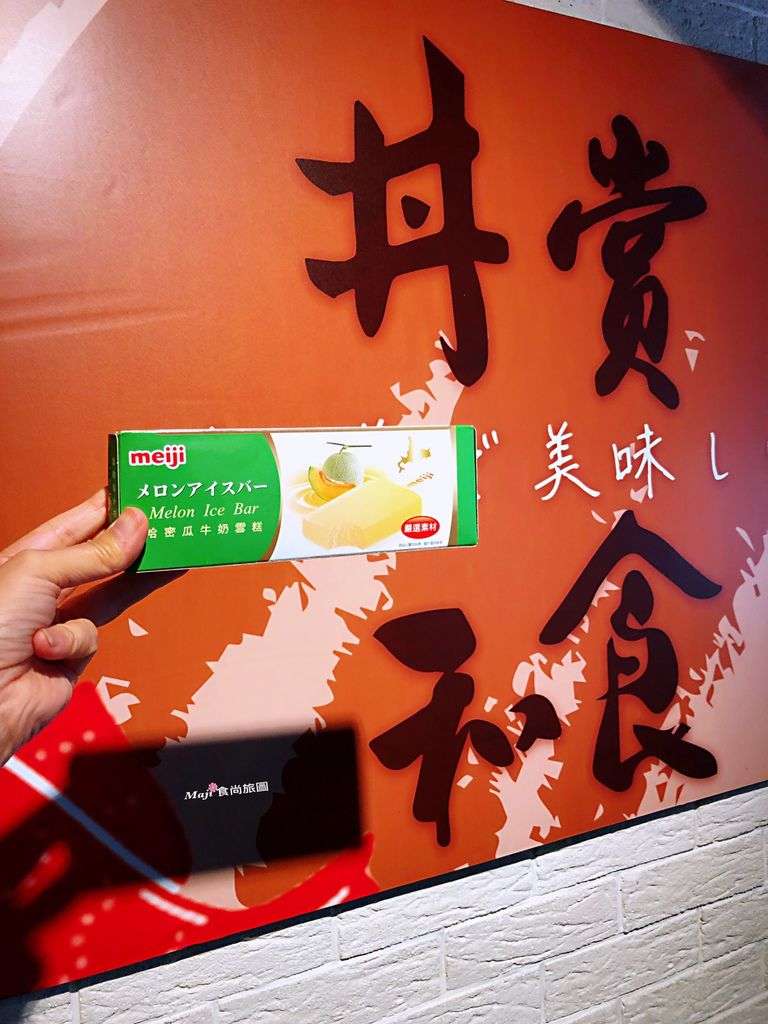 賞
丼
美味し
食
和
meiji
メロンアイスバー
Melon Ice Bar
哈密瓜牛奶雪糕
meiji
嚴選素材
Maji食尚旅圖